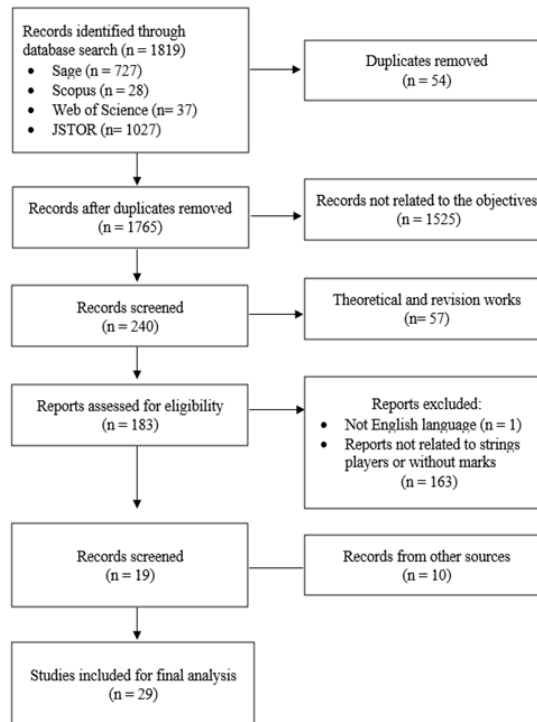 Records identified through
database search (n = 1819)
• Sage (n = 727)
• Scopus (n = 28)
• Web of Science (n = 37)
• JSTOR (n= 1027)
Duplicates removed
(n = 54)
Records after duplicates removed
(n = 1765)
Records not related to the objectives
(n = 1525)
Records screened
(n = 240)
Theoretical and revision works
(n= 57)
Reports assessed for eligibility
(n = 183)
Reports excluded:
• Not English language (n = 1)
• Reports not related to strings
players or without marks
(n = 163)
Records screened
(n = 19)
Records from other sources
(n = 10)
Studies included for final analysis
(n = 29)